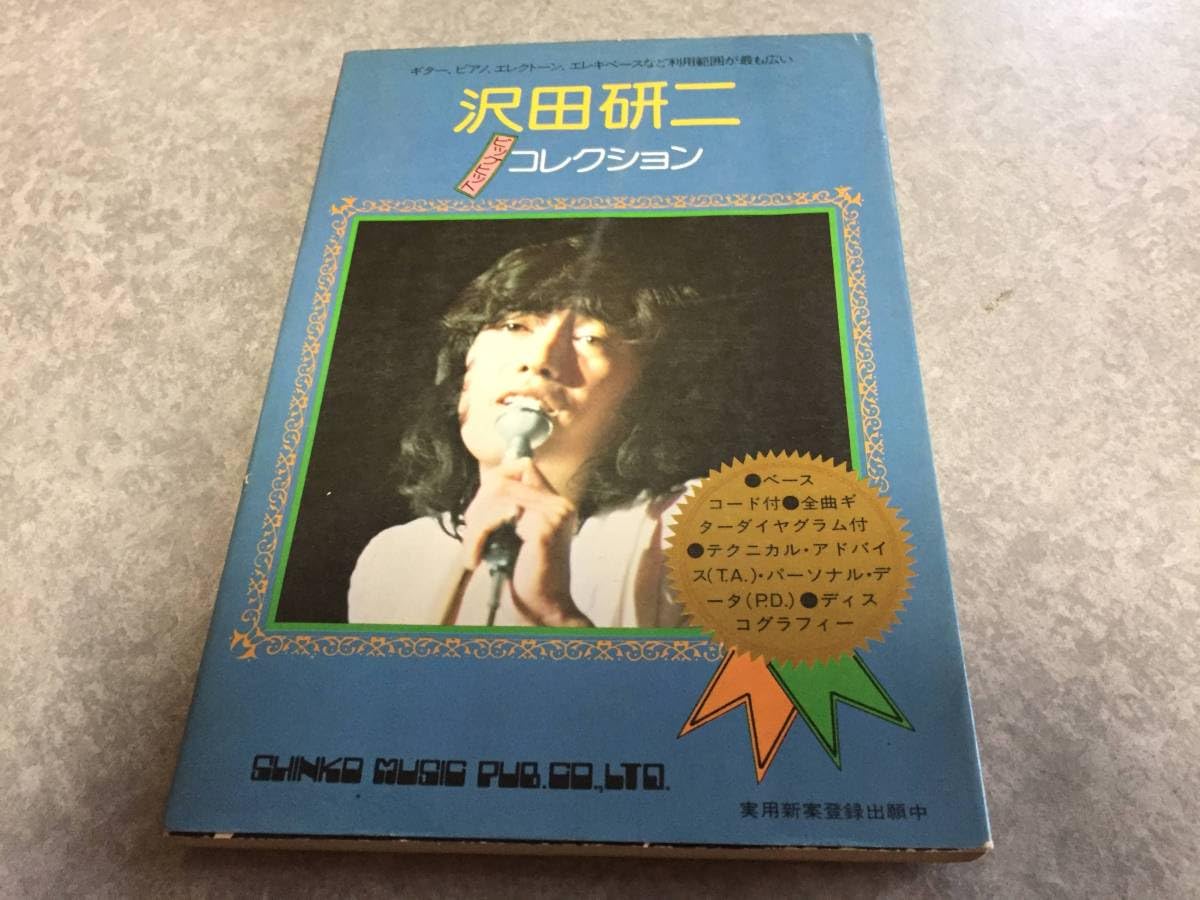 ギター、ピアノ、エレクトーン、エレキベースなど利用範囲が最も広い
沢田研二
ビッグヒット
コレクション
●ベース
コード付●全曲ギ
ターダイヤグラム付
●テクニカル・アドバイ
ス(T.A.)・パーソナル・デ
ータ(P.D.)●ディス
コグラフィー
SHINKO MUSIC PUB.CO.,LTD.
実用新案登録出願中